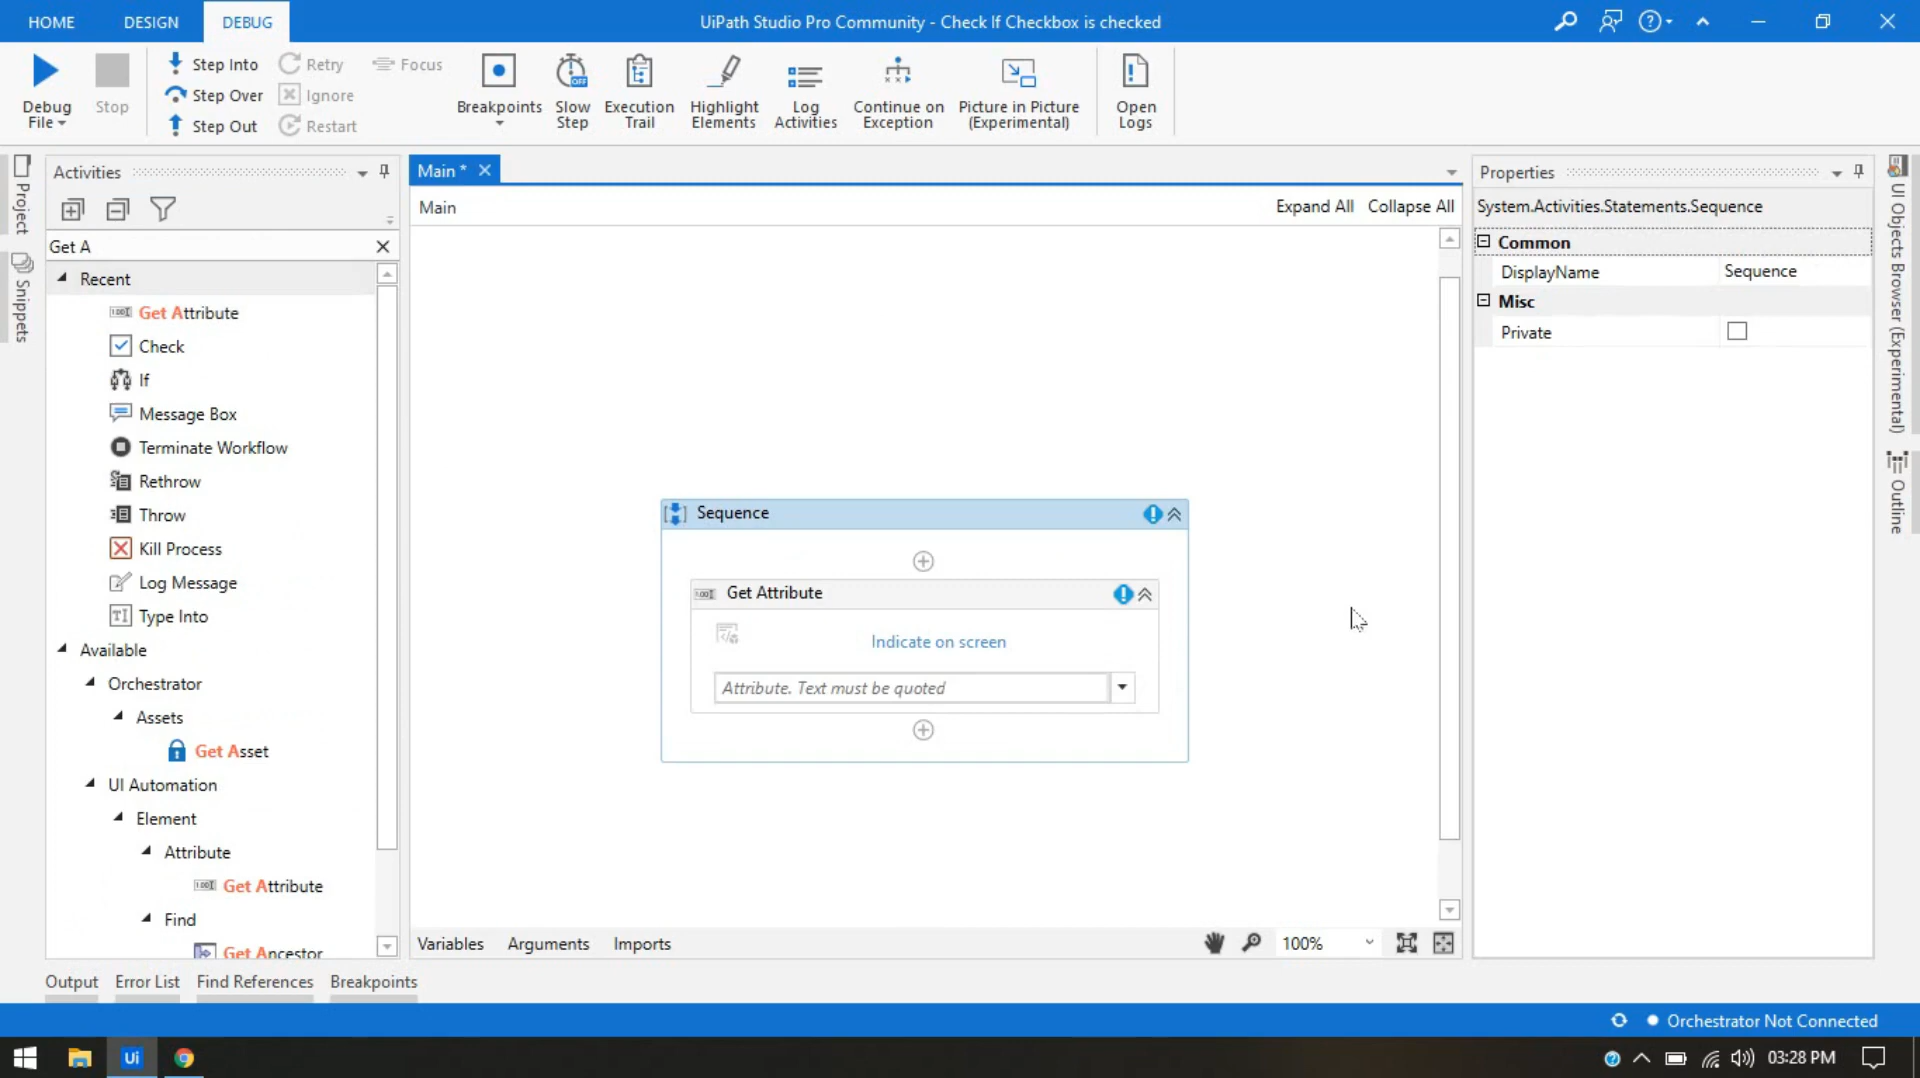 HOME
DESIGN
DEBUG
UiPath Studio Pro Community - Check If Checkbox is checked
Debug File
Stop
Step Into
Step Over
Step Out
Retry
Ignore
Restart
Focus
Breakpoints
OFF
Slow Step
Execution Trail
Highlight Elements
Log Activities
Continue on Exception
Picture in Picture (Experimental)
Open Logs
Project
Snippets
Activities
Get A
Recent
Get Attribute
Check
If
Message Box
Terminate Workflow
Rethrow
Throw
Kill Process
Log Message
Type Into
Available
Orchestrator
Assets
Get Asset
UI Automation
Element
Attribute
Get Attribute
Find
Get Ancestor
Main *
Main
Expand All
Collapse All
Sequence
Get Attribute
Indicate on screen
Attribute. Text must be quoted
Variables
Arguments
Imports
100%
Properties
System.Activities.Statements.Sequence
Common
DisplayName
Sequence
Misc
Private
UI Objects Browser (Experimental)
Outline
Output
Error List
Find References
Breakpoints
Orchestrator Not Connected
Ui
03:28 PM